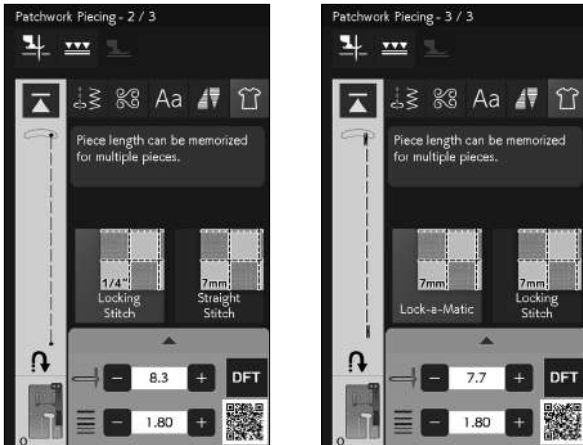 Patchwork Piecing - 2 / 3
Aa
Piece length can be memorized
for multiple pieces.
1/4"
Locking
Stitch
7mm
Straight
Stitch
8.3
DFT
1.80
Patchwork Piecing - 3 / 3
Aa
Piece length can be memorized
for multiple pieces.
7mm
Lock-a-Matic
7mm
Locking
Stitch
7.7
DFT
1.80